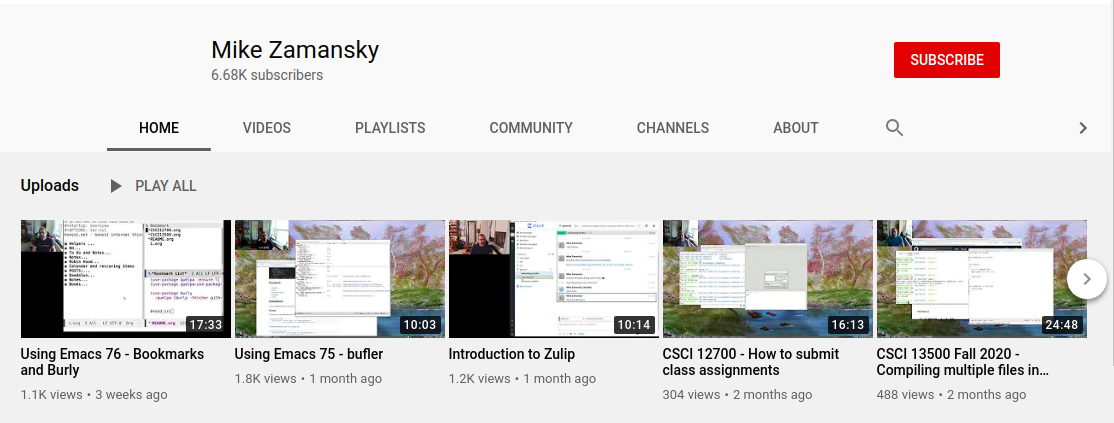 Mike Zamansky
6.68K subscribers
SUBSCRIBE
HOME VIDEOS PLAYLISTS COMMUNITY CHANNELS ABOUT
Uploads PLAY ALL
17:33
10:03
10:14
16:13
24:48
Using Emacs 76 - Bookmarks
and Burly
1.1K views • 3 weeks ago
Using Emacs 75 - bufler
1.8K views • 1 month ago
Introduction to Zulip
1.2K views • 1 month ago
CSCI 12700 - How to submit
class assignments
304 views • 2 months ago
CSCI 13500 Fall 2020 -
Compiling multiple files in...
488 views • 2 months ago